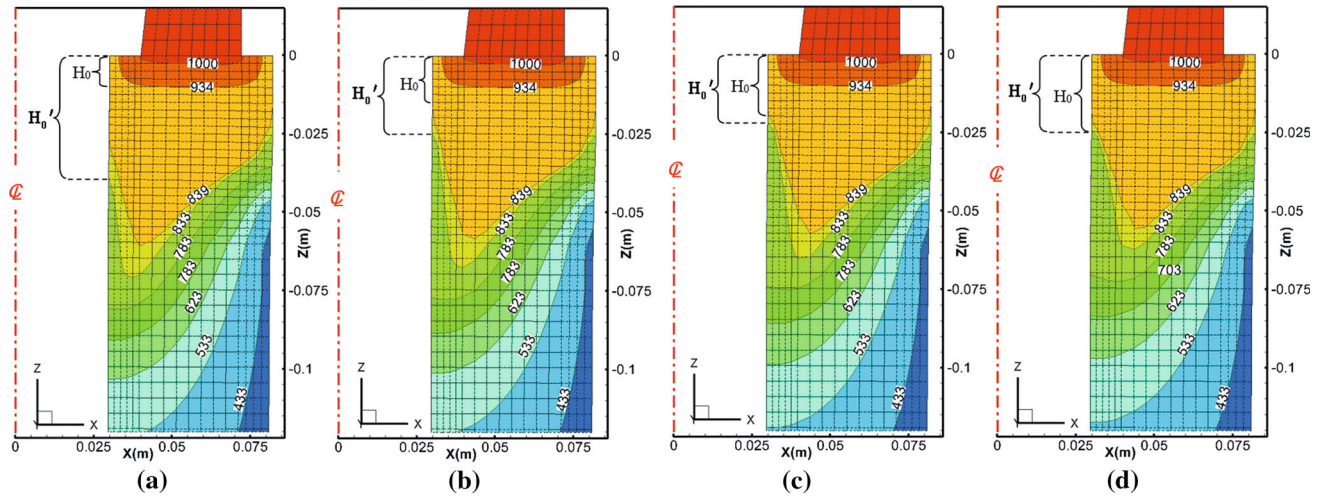 H₀
H₀′
1000
934
839
833
783
783
623
533
433
℄
0
-0.025
-0.05
-0.075
-0.1
Z(m)
Z
X
0
0.025
0.05
0.075
X(m)
(a)
H₀
H₀′
1000
934
839
833
783
783
623
533
433
℄
0
-0.025
-0.05
-0.075
-0.1
Z(m)
Z
X
0
0.025
0.05
0.075
X(m)
(b)
H₀
H₀′
1000
934
839
833
783
783
623
533
433
℄
0
-0.025
-0.05
-0.075
-0.1
Z(m)
Z
X
0
0.025
0.05
0.075
X(m)
(c)
H₀
H₀′
1000
934
839
833
783
703
623
533
433
℄
0
-0.025
-0.05
-0.075
-0.1
Z(m)
Z
X
0
0.025
0.05
0.075
X(m)
(d)